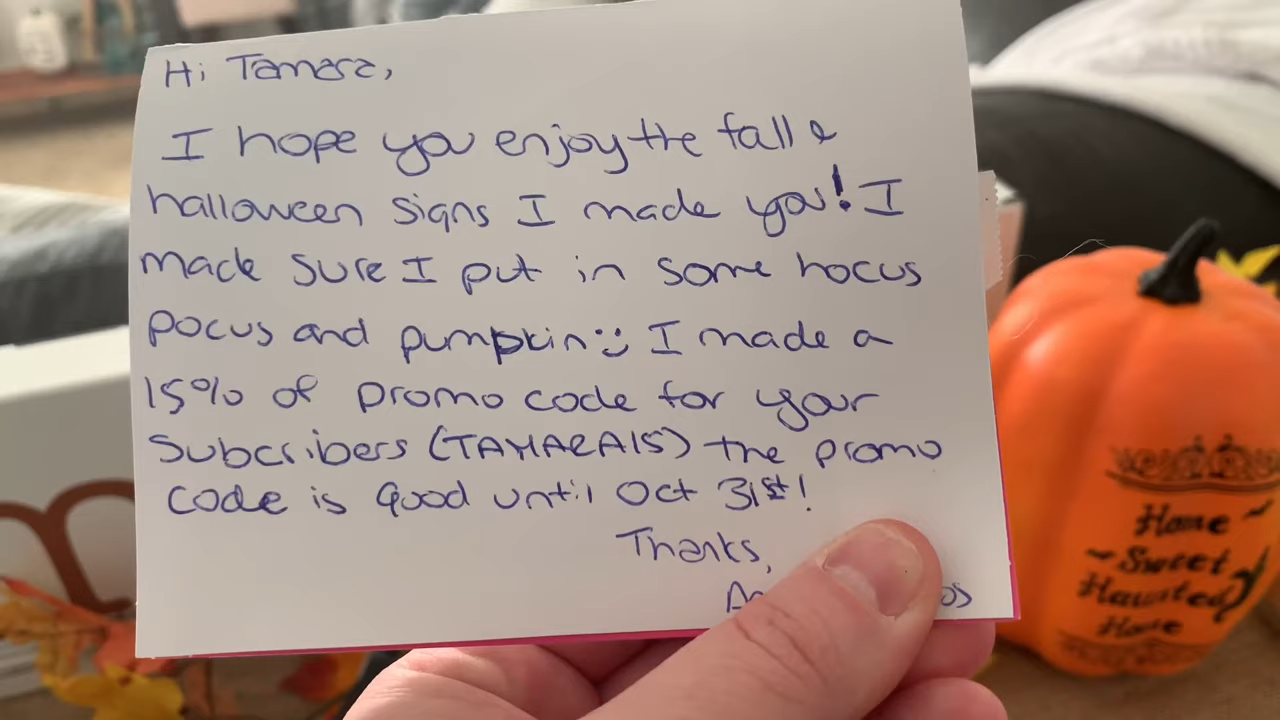 Hi Tamara,
I hope you enjoy the fall &
halloween signs I made you! I
made sure I put in some hocus
pocus and pumpkin :) I made a
15% of promo code for your
Subscribers (TAMARA15) the promo
code is good until Oct 31st!
Thanks,
Home
Sweet
Haunted
Home